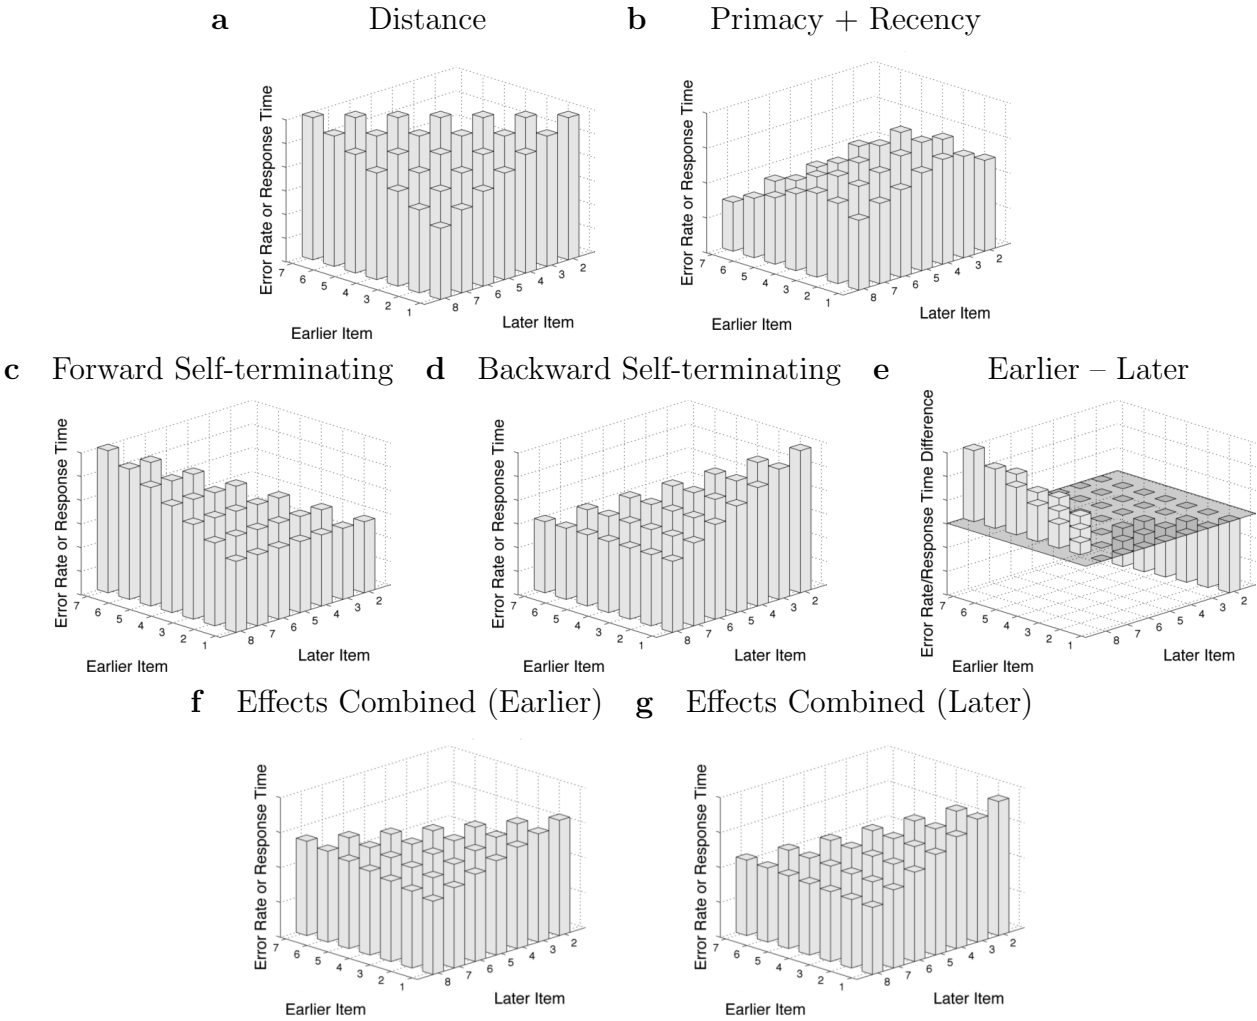 a Distance
b Primacy + Recency
Error Rate or Response Time
7 6 5 4 3 2 1
Earlier Item
8 7 6 5 4 3 2
Later Item
Error Rate or Response Time
7 6 5 4 3 2 1
Earlier Item
8 7 6 5 4 3 2
Later Item
c Forward Self-terminating
d Backward Self-terminating
e Earlier – Later
Error Rate or Response Time
7 6 5 4 3 2 1
Earlier Item
8 7 6 5 4 3 2
Later Item
Error Rate or Response Time
7 6 5 4 3 2 1
Earlier Item
8 7 6 5 4 3 2
Later Item
Error Rate/Response Time Difference
7 6 5 4 3 2 1
Earlier Item
8 7 6 5 4 3 2
Later Item
f Effects Combined (Earlier)
g Effects Combined (Later)
Error Rate or Response Time
7 6 5 4 3 2 1
Earlier Item
8 7 6 5 4 3 2
Later Item
Error Rate or Response Time
7 6 5 4 3 2 1
Earlier Item
8 7 6 5 4 3 2
Later Item